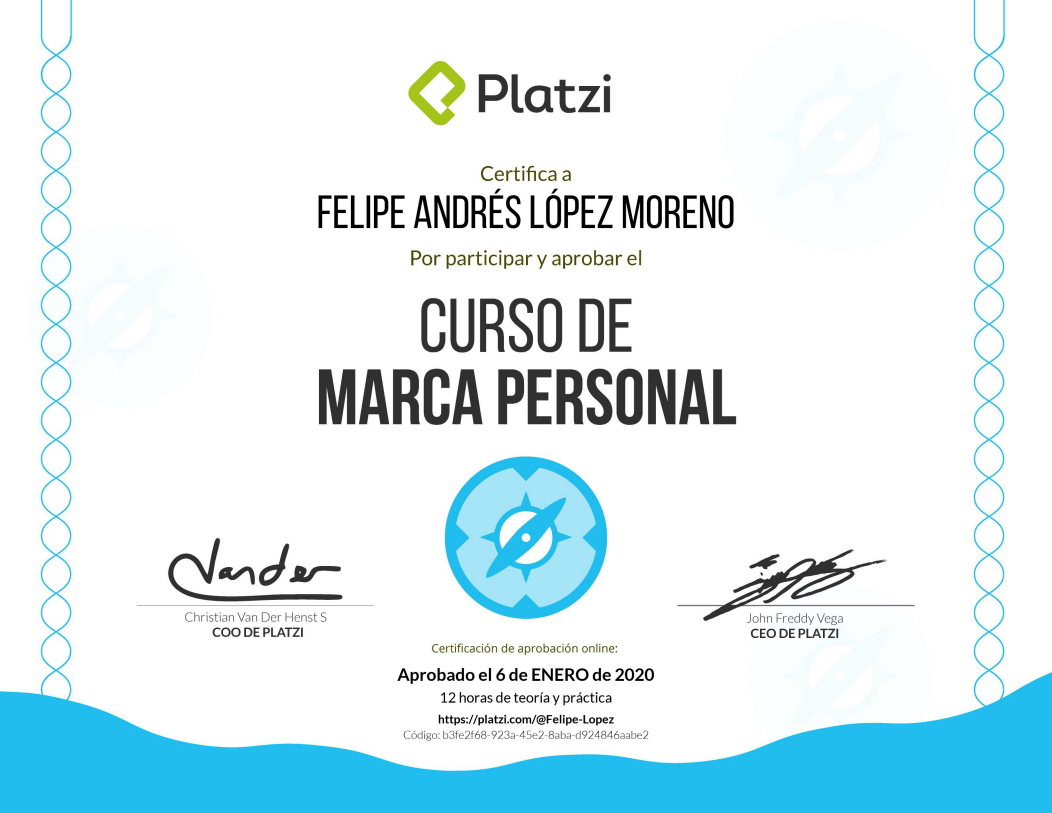 Platzi
Certifica a
FELIPE ANDRÉS LÓPEZ MORENO
Por participar y aprobar el
CURSO DE
MARCA PERSONAL
Vander
Christian Van Der Henst S
COO DE PLATZI
John Freddy Vega
CEO DE PLATZI
Certificación de aprobación online:
Aprobado el 6 de ENERO de 2020
12 horas de teoría y práctica
https://platzi.com/@Felipe-Lopez
Código: b3fe2f68-923a-45e2-8aba-d924846aabe2